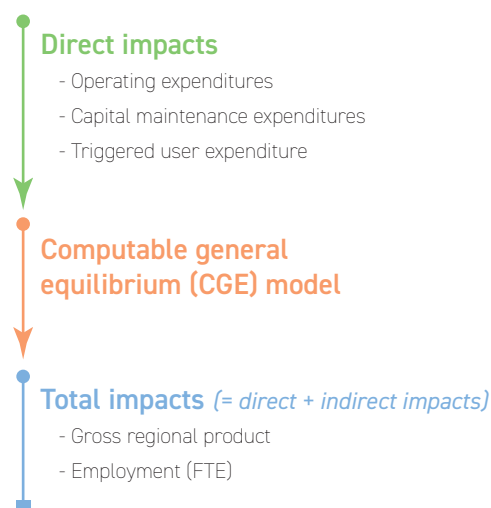 Direct impacts
- Operating expenditures
- Capital maintenance expenditures
- Triggered user expenditure
Computable general
equilibrium (CGE) model
Total impacts (= direct + indirect impacts)
- Gross regional product
- Employment (FTE)